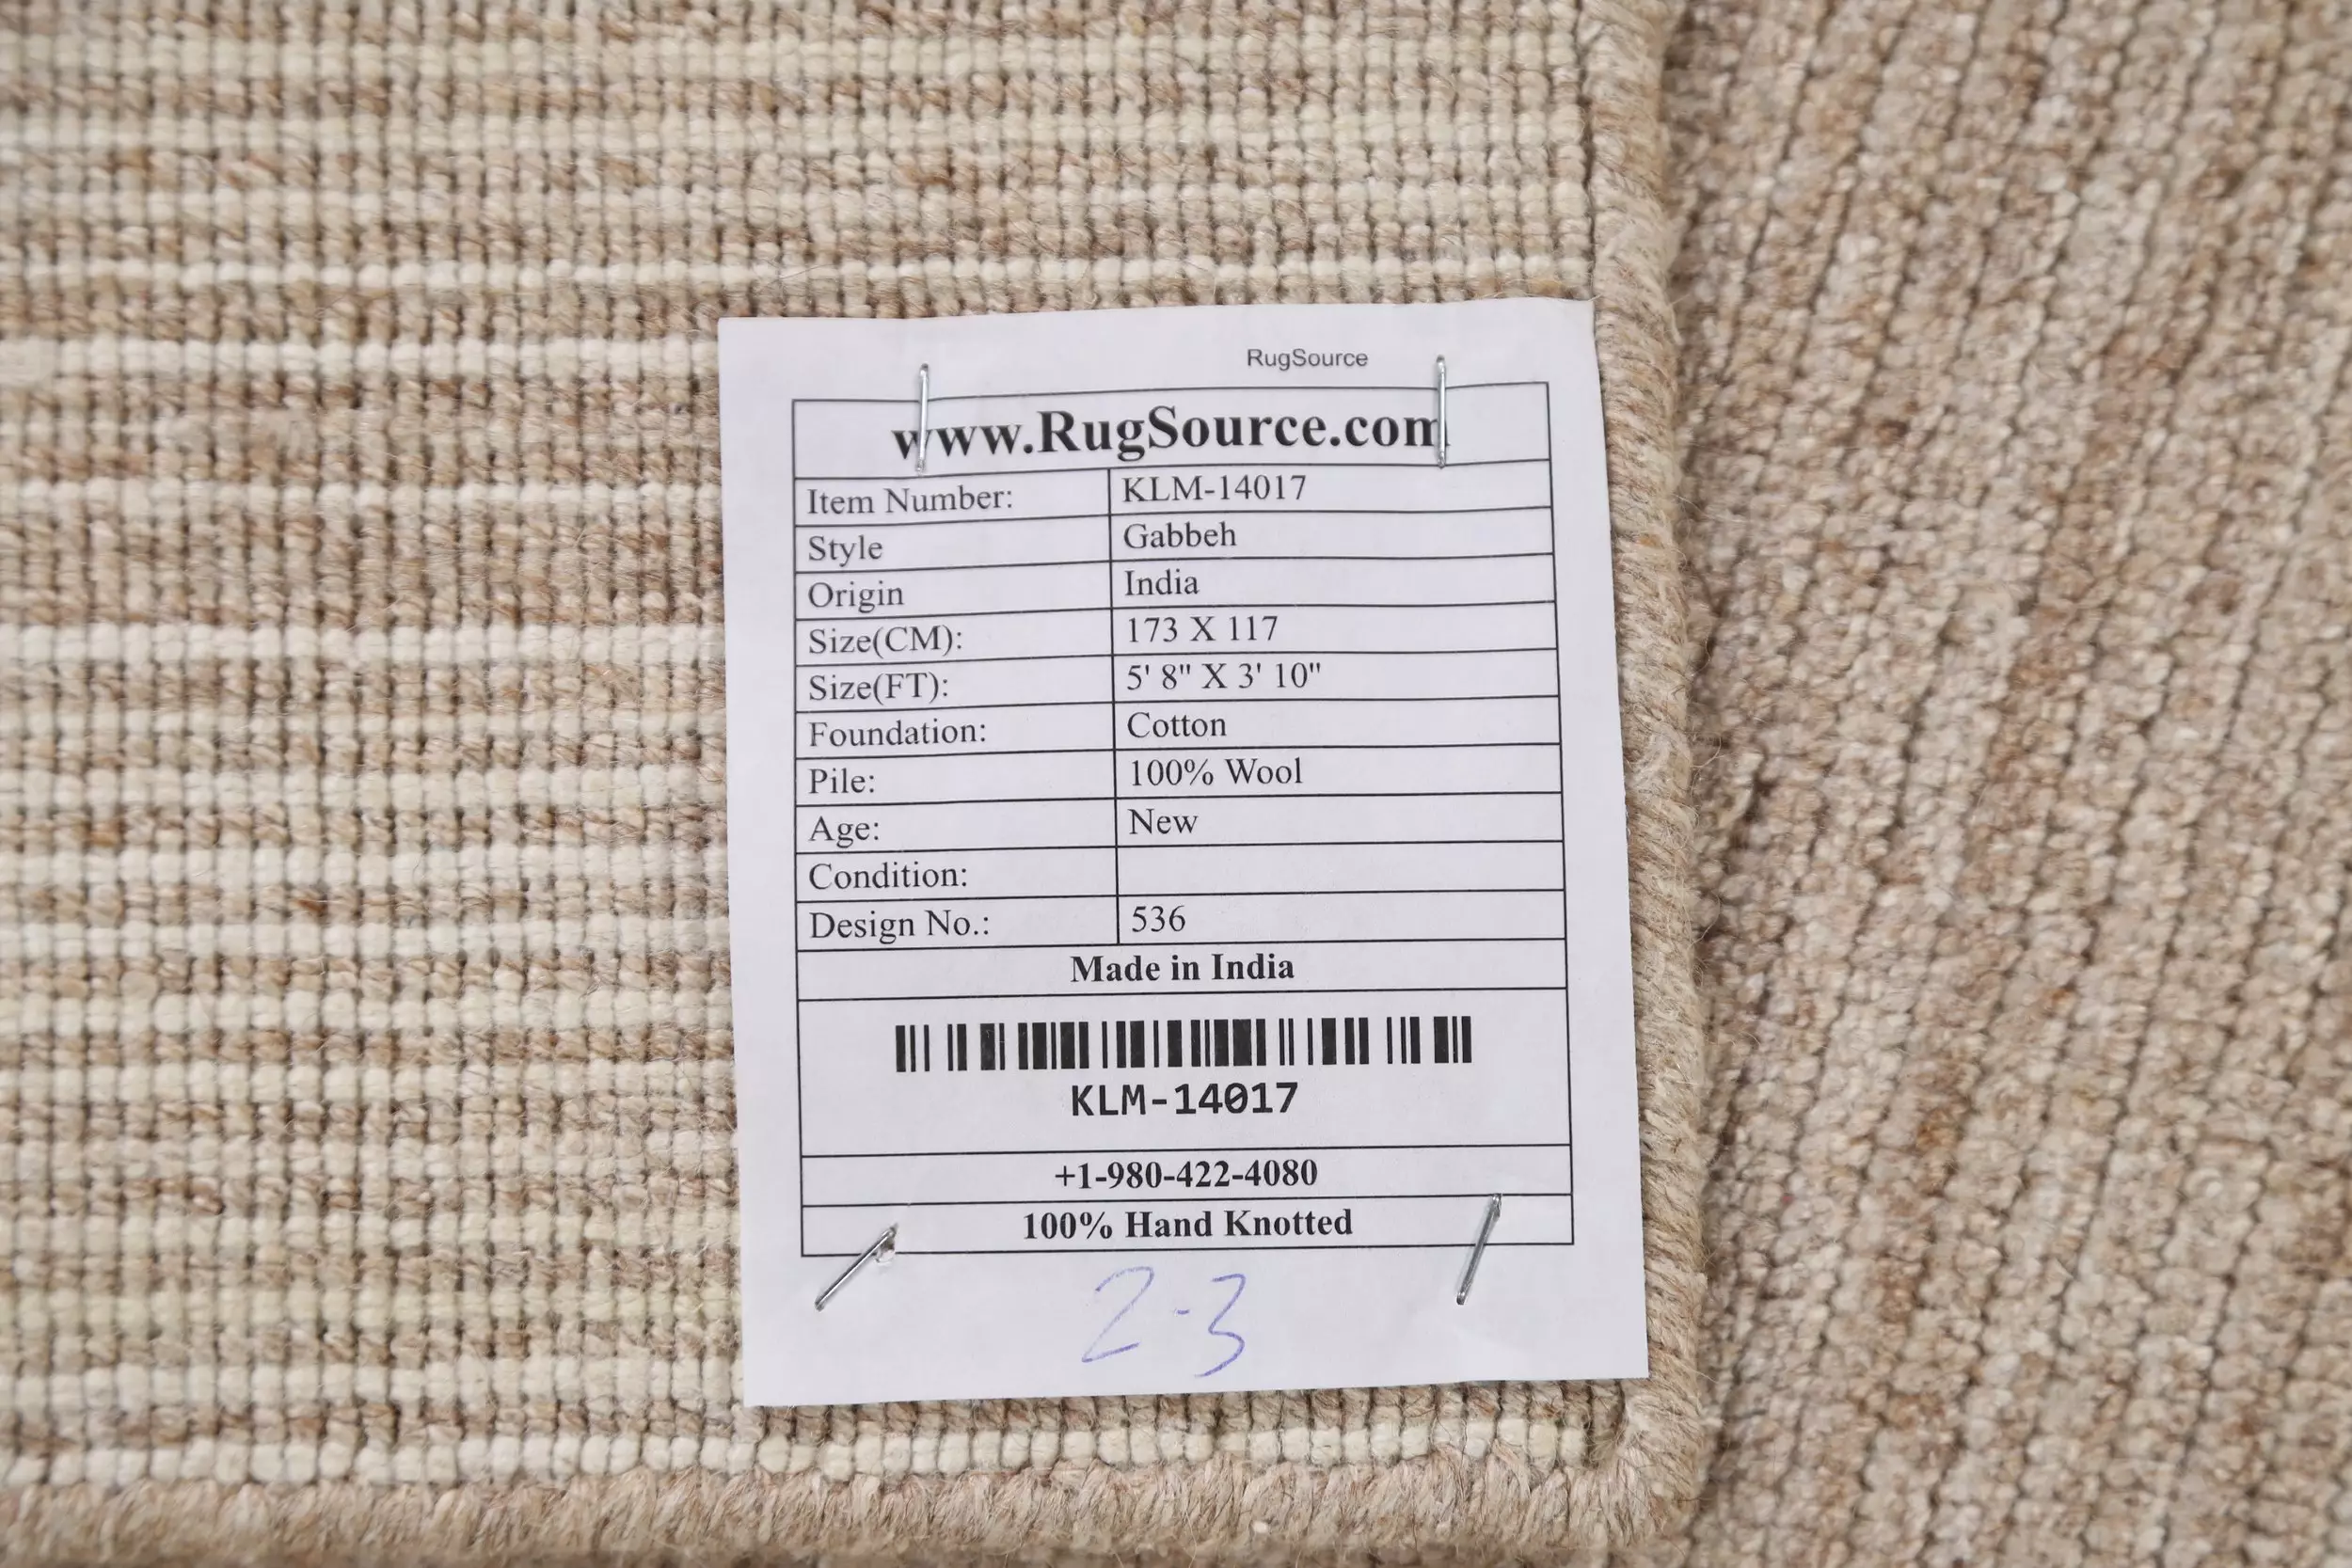 RugSource
www.RugSource.com
Item Number: KLM-14017
Style Gabbeh
Origin India
Size(CM): 173 X 117
Size(FT): 5' 8" X 3' 10"
Foundation: Cotton
Pile: 100% Wool
Age: New
Condition:
Design No.: 536
Made in India
KLM-14017
+1-980-422-4080
100% Hand Knotted
2-3